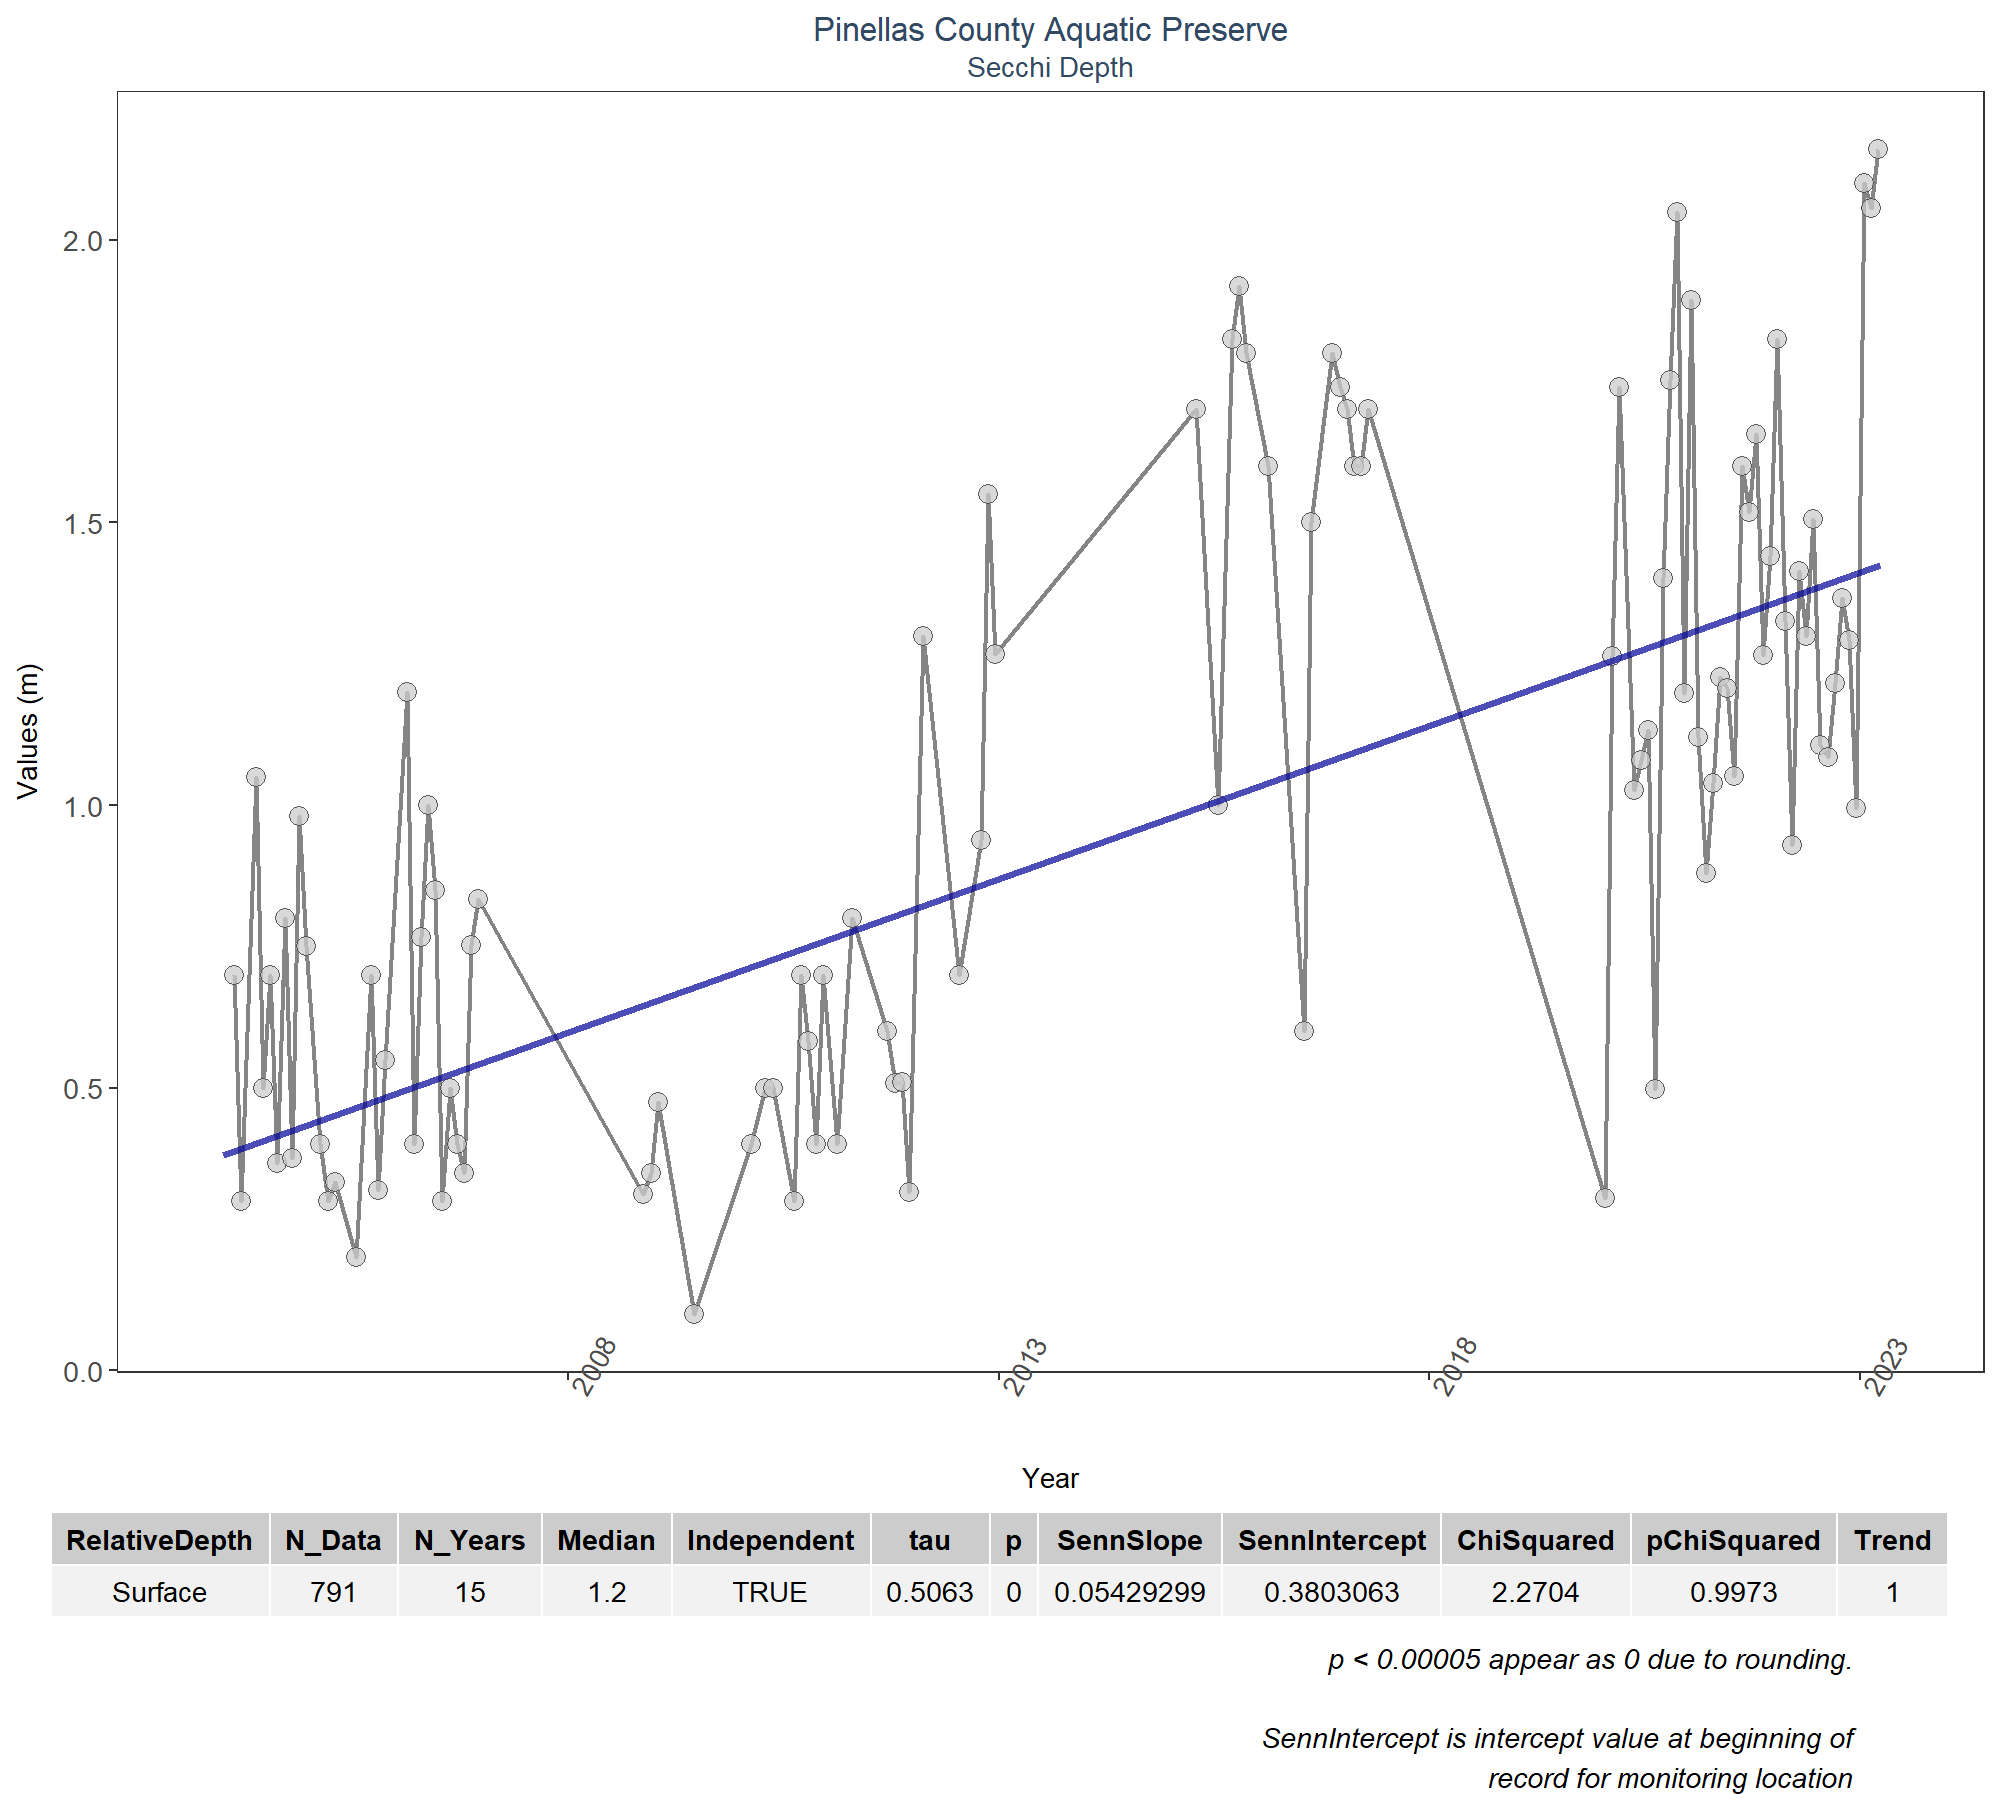 Pinellas County Aquatic Preserve
Secchi Depth
Values (m)
2.0
1.5
1.0
0.5
0.0
2008 2013 2018 2023
Year
RelativeDepth N_Data N_Years Median Independent tau p SennSlope SennIntercept ChiSquared pChiSquared Trend
Surface 791 15 1.2 TRUE 0.5063 0 0.05429299 0.3803063 2.2704 0.9973 1
p < 0.00005 appear as 0 due to rounding.
SennIntercept is intercept value at beginning of
record for monitoring location